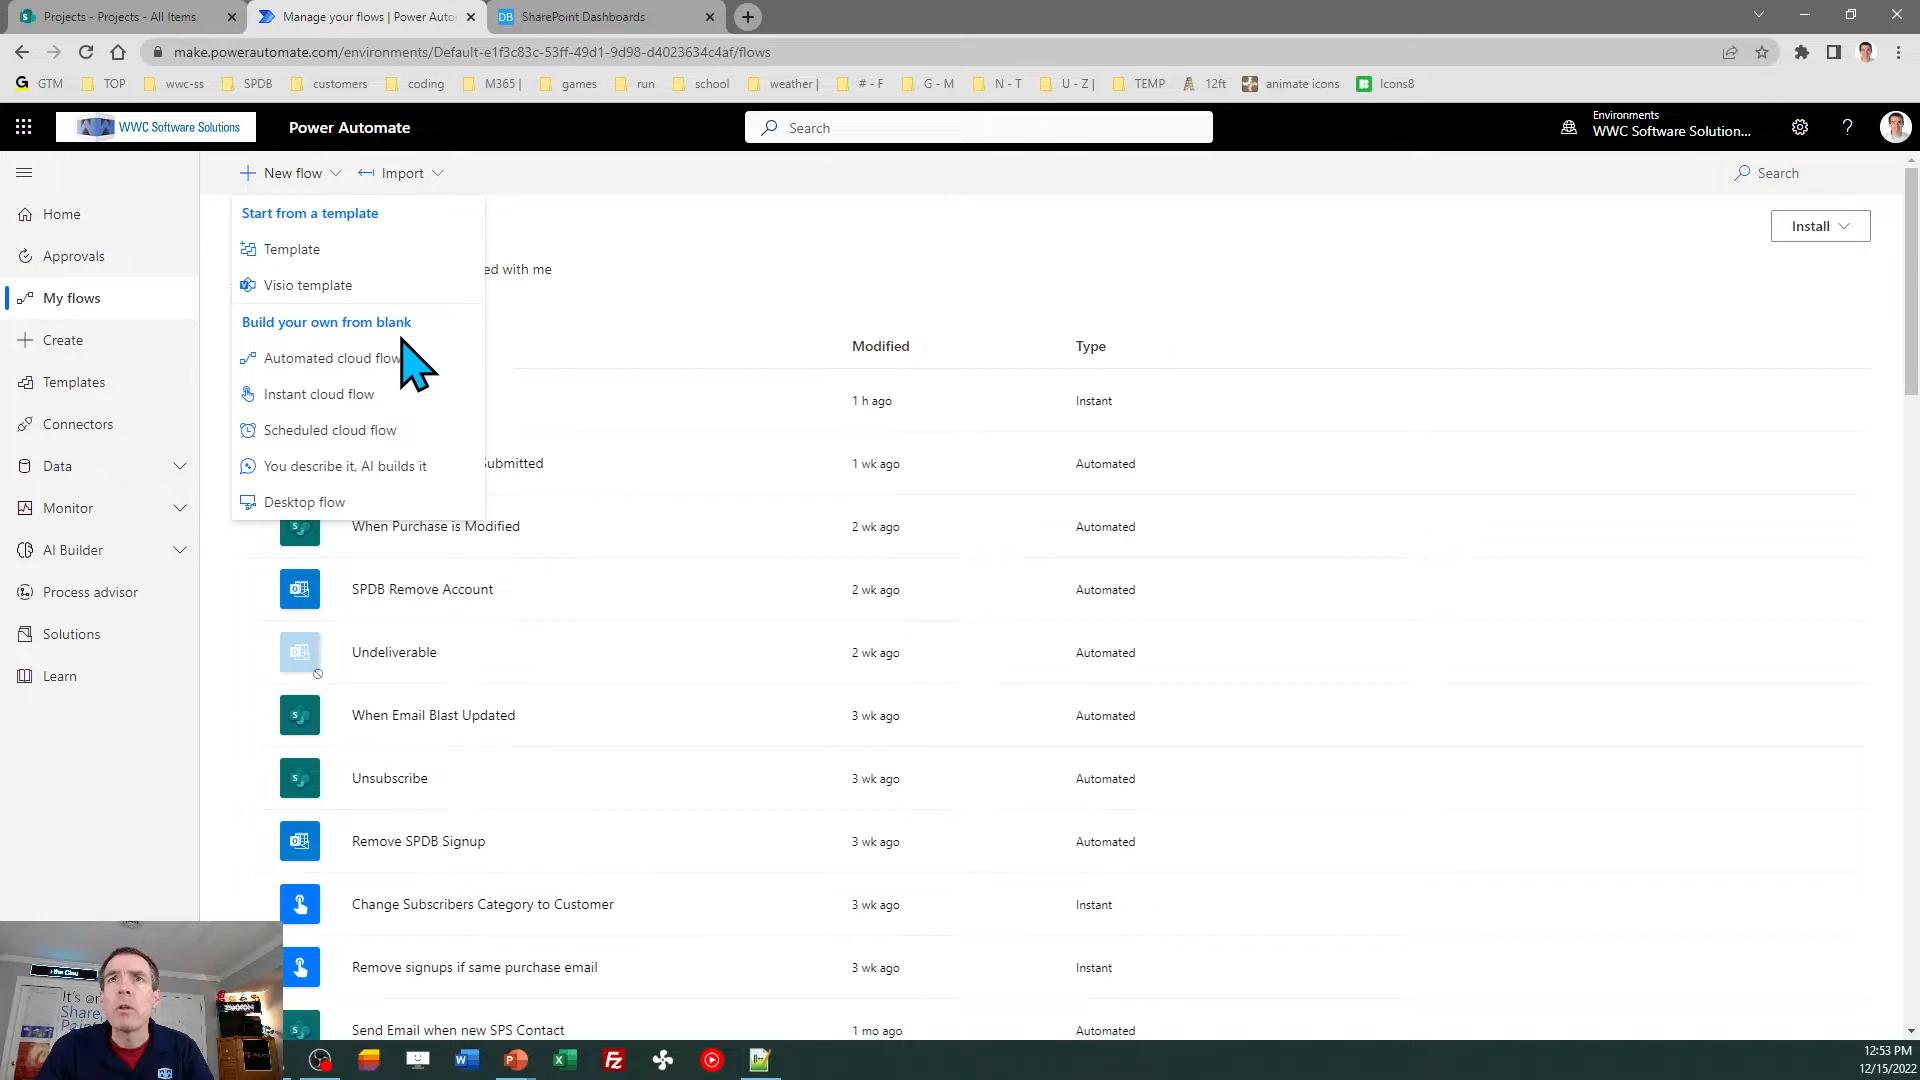 Projects - Projects - All Items
Manage your flows | Power Auto
DB SharePoint Dashboards
make.powerautomate.com/environments/Default-e1f3c83c-53ff-49d1-9d98-d4023634c4af/flows
G GTM TOP wwc-ss SPDB customers coding M365 | games run school weather | # - F G - M N - T U - Z | TEMP 12ft animate icons Icons8
WWC Software Solutions
Power Automate
Search
Environments
WWC Software Solution...
?
New flow
Import
Search
Home
Approvals
My flows
Create
Templates
Connectors
Data
Monitor
AI Builder
Process advisor
Solutions
Learn
Start from a template
Template
Visio template
Build your own from blank
Automated cloud flow
Instant cloud flow
Scheduled cloud flow
You describe it, AI builds it
Desktop flow
Install
ed with me
Modified Type
1 h ago Instant
Submitted 1 wk ago Automated
When Purchase is Modified 2 wk ago Automated
SPDB Remove Account 2 wk ago Automated
Undeliverable 2 wk ago Automated
When Email Blast Updated 3 wk ago Automated
Unsubscribe 3 wk ago Automated
Remove SPDB Signup 3 wk ago Automated
Change Subscribers Category to Customer 3 wk ago Instant
Remove signups if same purchase email 3 wk ago Instant
Send Email when new SPS Contact 1 mo ago Automated
It's on
Share
Poin
12:53 PM
12/15/2022